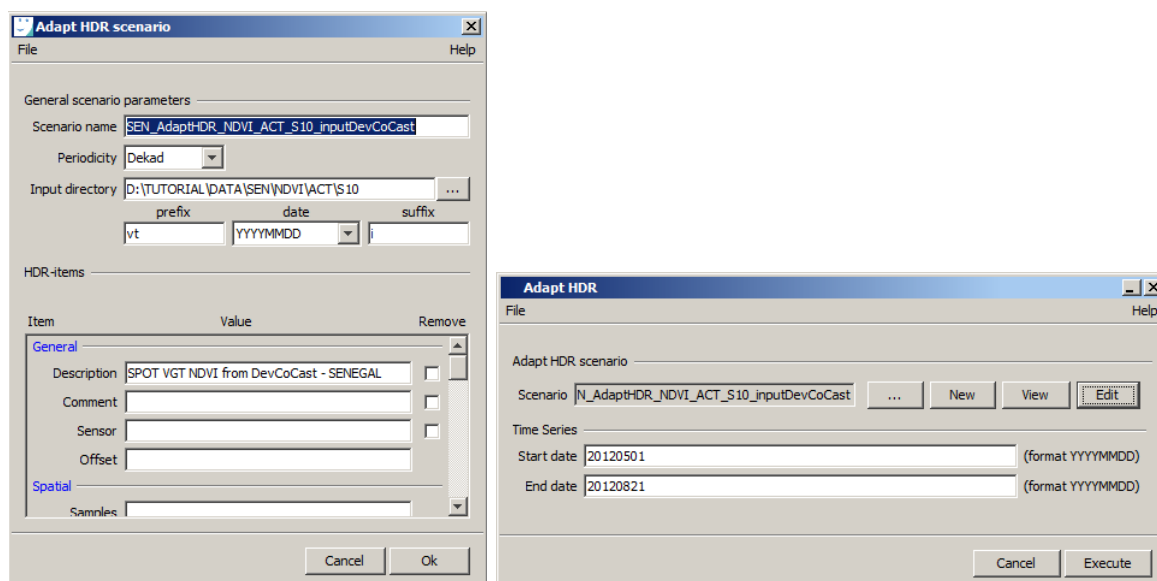 Adapt HDR scenario
File Help
General scenario parameters
Scenario name SEN_AdaptHDR_NDVI_ACT_S10_inputDevCoCast
Periodicity Dekad
Input directory D:\TUTORIAL\DATA\SEN\NDVI\ACT\S10 ...
prefix date suffix
vt YYYYMMDD i
HDR-items
Item Value Remove
General
Description SPOT VGT NDVI from DevCoCast - SENEGAL
Comment
Sensor
Offset
Spatial
Samples
Cancel Ok
Adapt HDR
File Help
Adapt HDR scenario
Scenario N_AdaptHDR_NDVI_ACT_S10_inputDevCoCast ... New View Edit
Time Series
Start date 20120501 (format YYYYMMDD)
End date 20120821 (format YYYYMMDD)
Cancel Execute